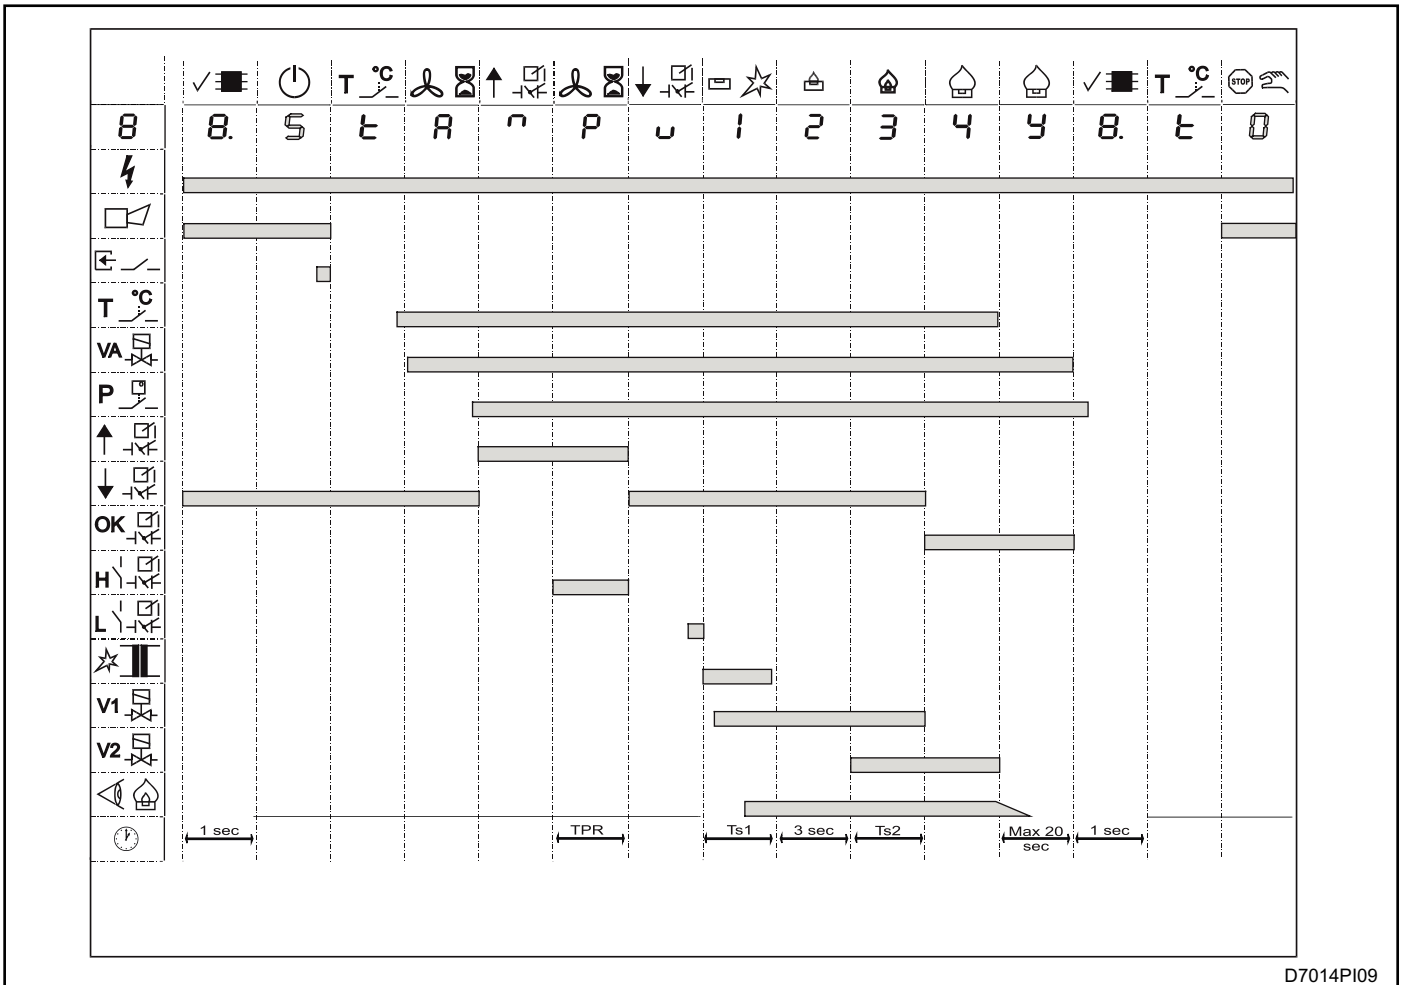 T °C T °C STOP
8 8. 5 t A n P u 1 2 3 4 y 8. t 0
T °C
VA
P
OK
H
L
V1
V2
1 sec TPR Ts1 3 sec Ts2 Max 20 sec 1 sec
D7014PI09